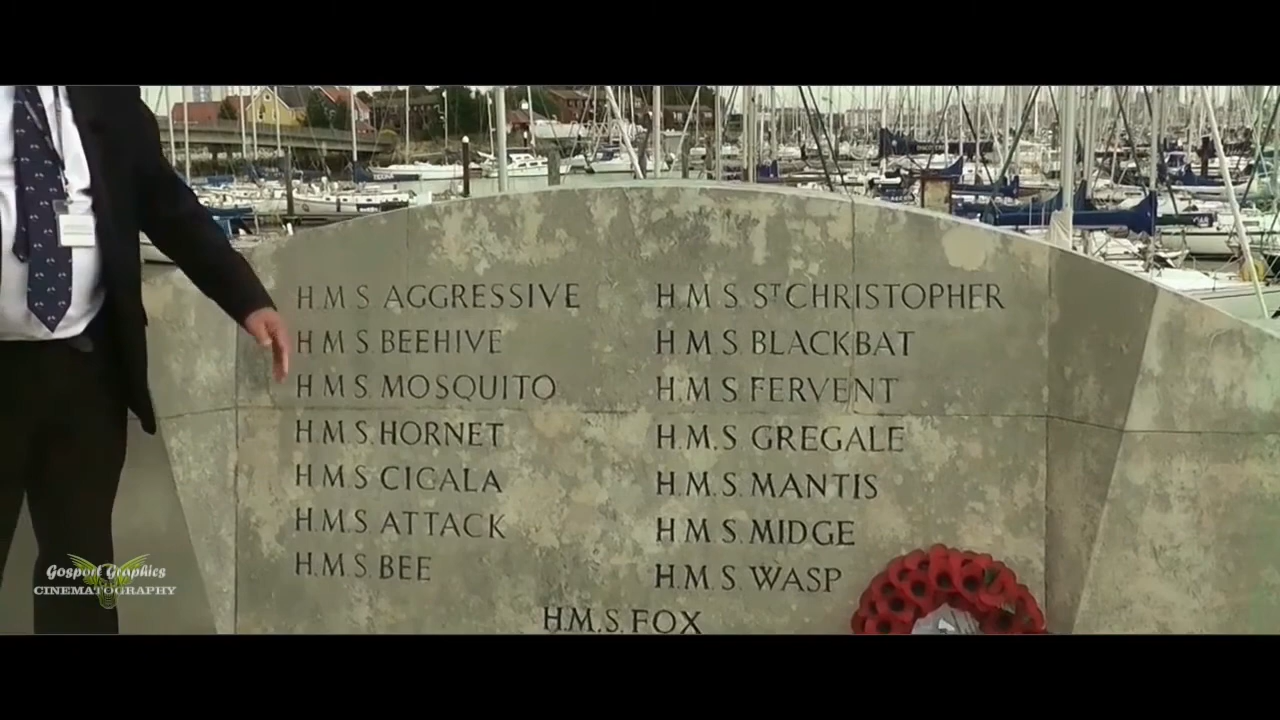 H.M.S. AGGRESSIVE
H.M.S. BEEHIVE
H.M.S. MOSQUITO
H.M.S. HORNET
H.M.S. CICALA
H.M.S. ATTACK
H.M.S. BEE
H.M.S. ST CHRISTOPHER
H.M.S. BLACKBAT
H.M.S. FERVENT
H.M.S. GREGALE
H.M.S. MANTIS
H.M.S. MIDGE
H.M.S. WASP
H.M.S. FOX
Gosport Graphics
CINEMATOGRAPHY